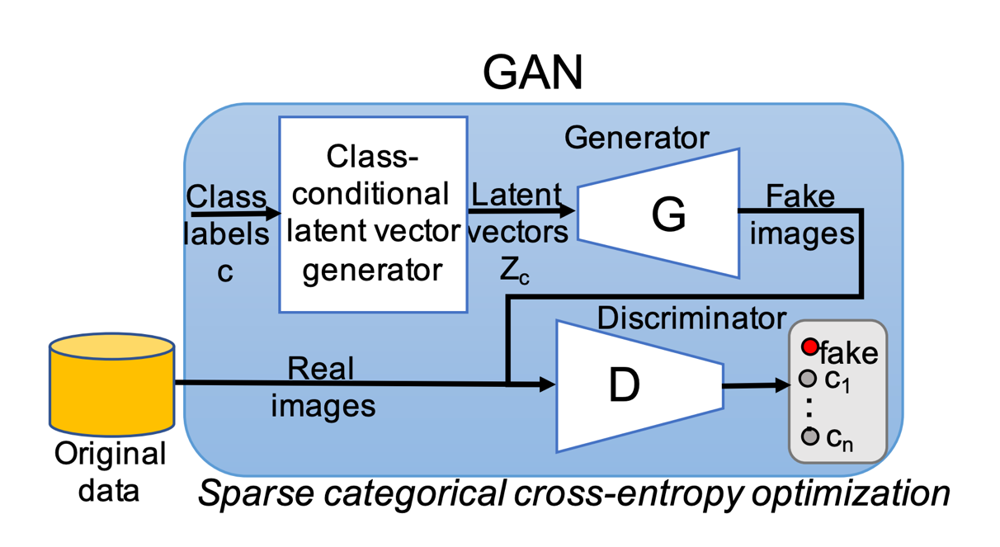 GAN
Class
labels
c
Class-
conditional
latent vector
generator
Latent
vectors
Zc
Generator
G
Fake
images
Original
data
Real
images
Discriminator
D
fake
c1
⋮
cn
Sparse categorical cross-entropy optimization